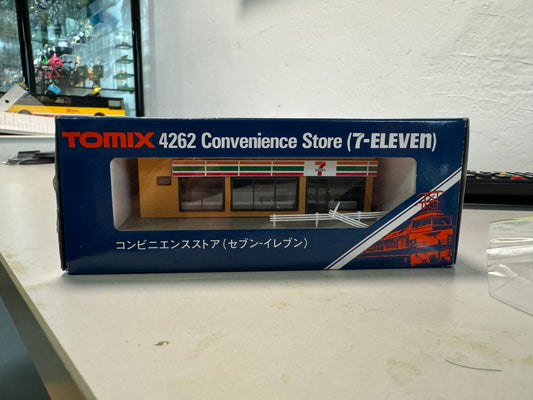 TOMIX 4262 Convenience Store (7-ELEVEn)
7
コンビニエンスストア(セブン-イレブン)